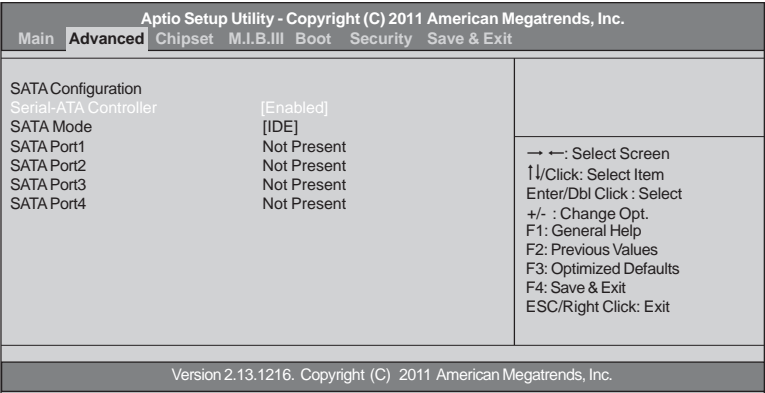 Aptio Setup Utility - Copyright (C) 2011 American Megatrends, Inc.
Main Advanced Chipset M.I.B.III Boot Security Save & Exit
SATA Configuration
Serial-ATA Controller [Enabled]
SATA Mode [IDE]
SATA Port1 Not Present
SATA Port2 Not Present
SATA Port3 Not Present
SATA Port4 Not Present
→ ←: Select Screen
↑↓/Click: Select Item
Enter/Dbl Click : Select
+/- : Change Opt.
F1: General Help
F2: Previous Values
F3: Optimized Defaults
F4: Save & Exit
ESC/Right Click: Exit
Version 2.13.1216. Copyright (C) 2011 American Megatrends, Inc.